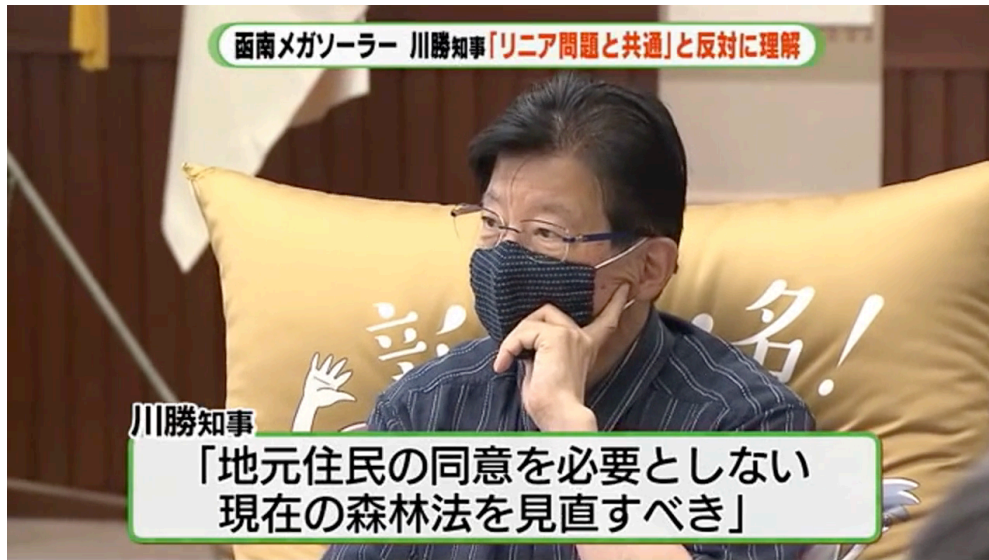 函南メガソーラー 川勝知事「リニア問題と共通」と反対に理解
名!
川勝知事
「地元住民の同意を必要としない
現在の森林法を見直すべき」